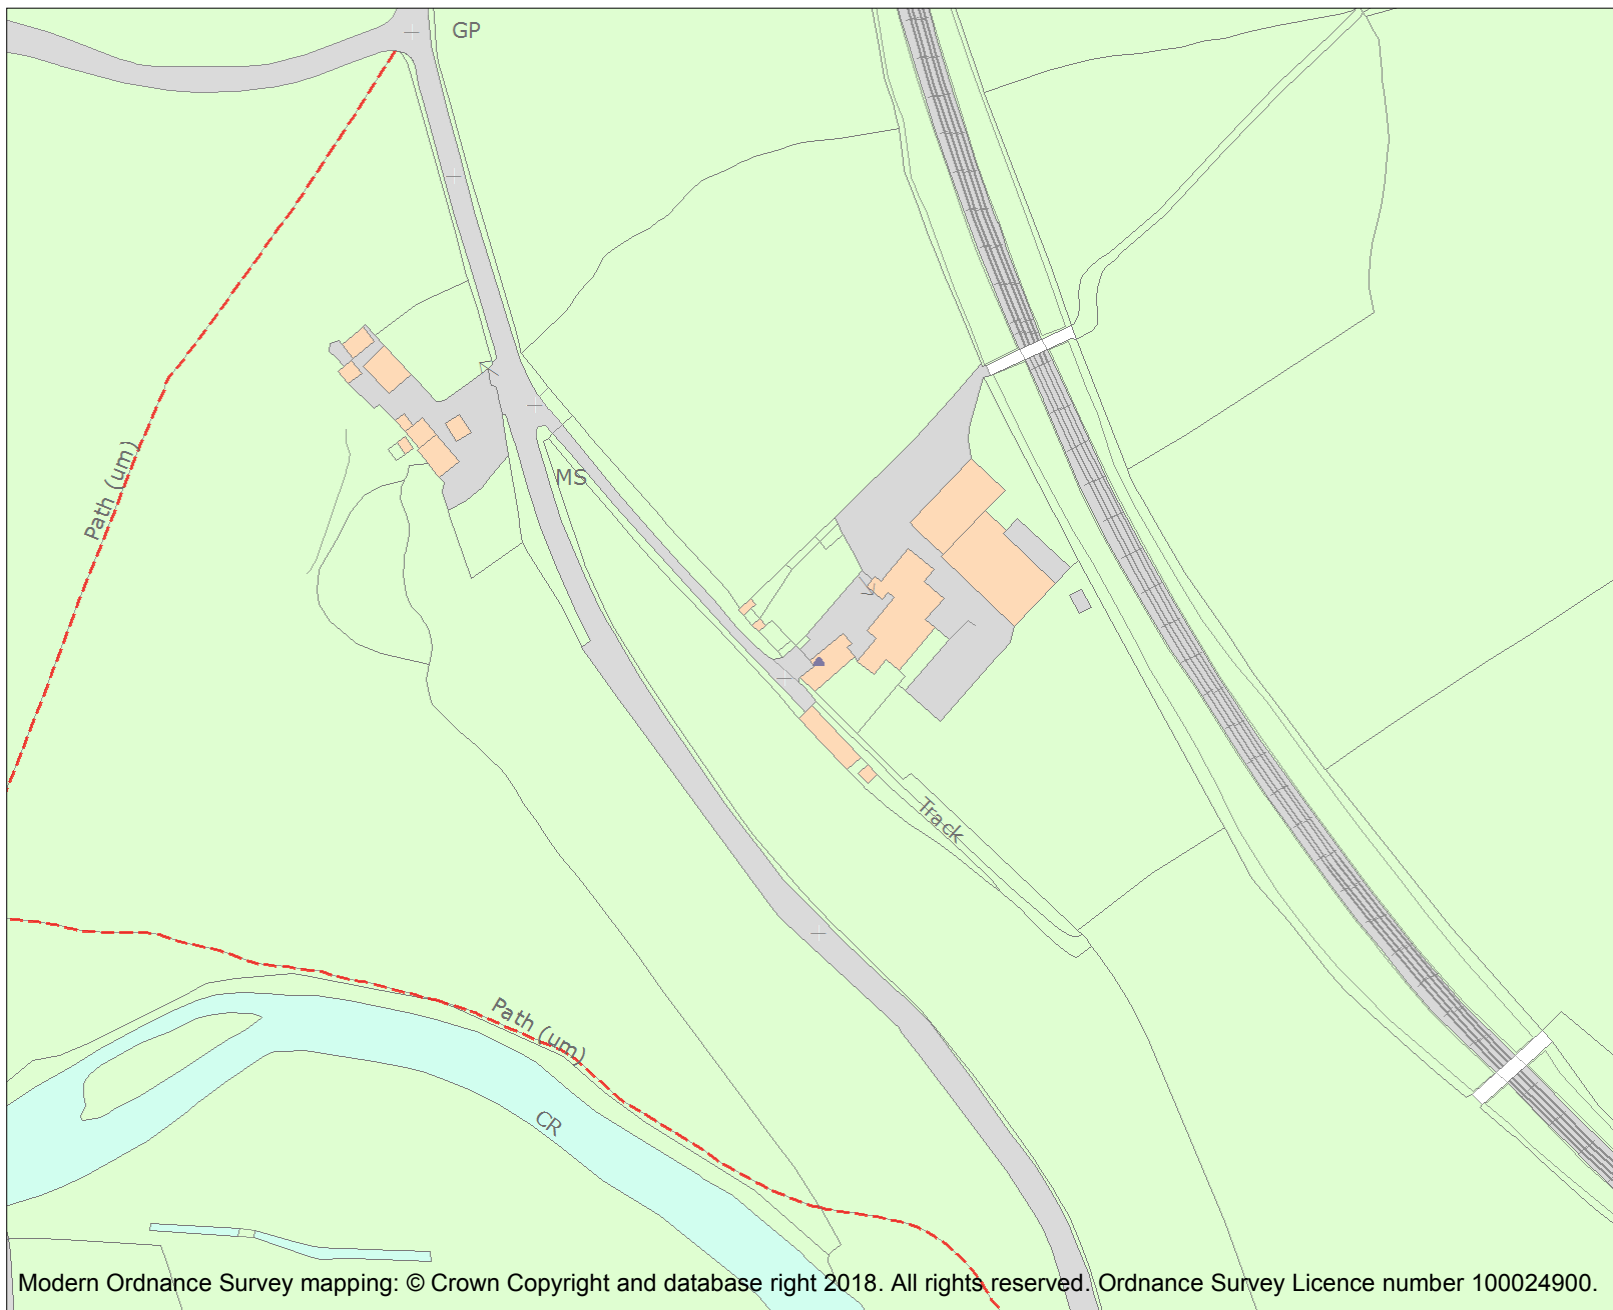 GP
Path (um)
MS
Track
Path (um)
CR
Modern Ordnance Survey mapping: © Crown Copyright and database right 2018. All rights reserved. Ordnance Survey Licence number 100024900.